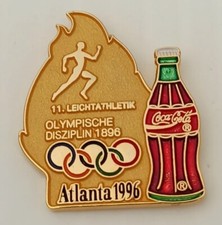 11. LEICHTATHLETIK
OLYMPISCHE
DISZIPLIN 1896
Atlanta 1996
Coca-Cola
®
®